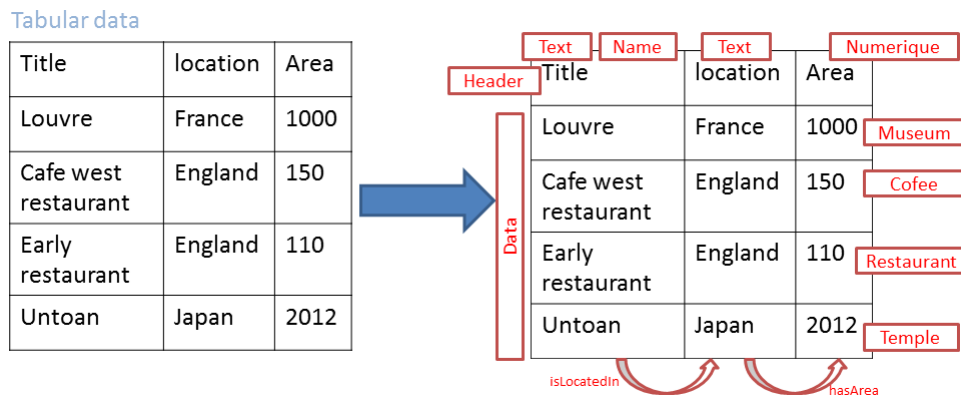 Tabular data
Title location Area
Louvre France 1000
Cafe west England 150
restaurant
Early England 110
restaurant
Untoan Japan 2012
Text Name Text Numerique
Header
Title location Area
Louvre France 1000 Museum
Cafe west England 150 Cofee
restaurant
Data
Early England 110 Restaurant
restaurant
Untoan Japan 2012 Temple
isLocatedIn hasArea